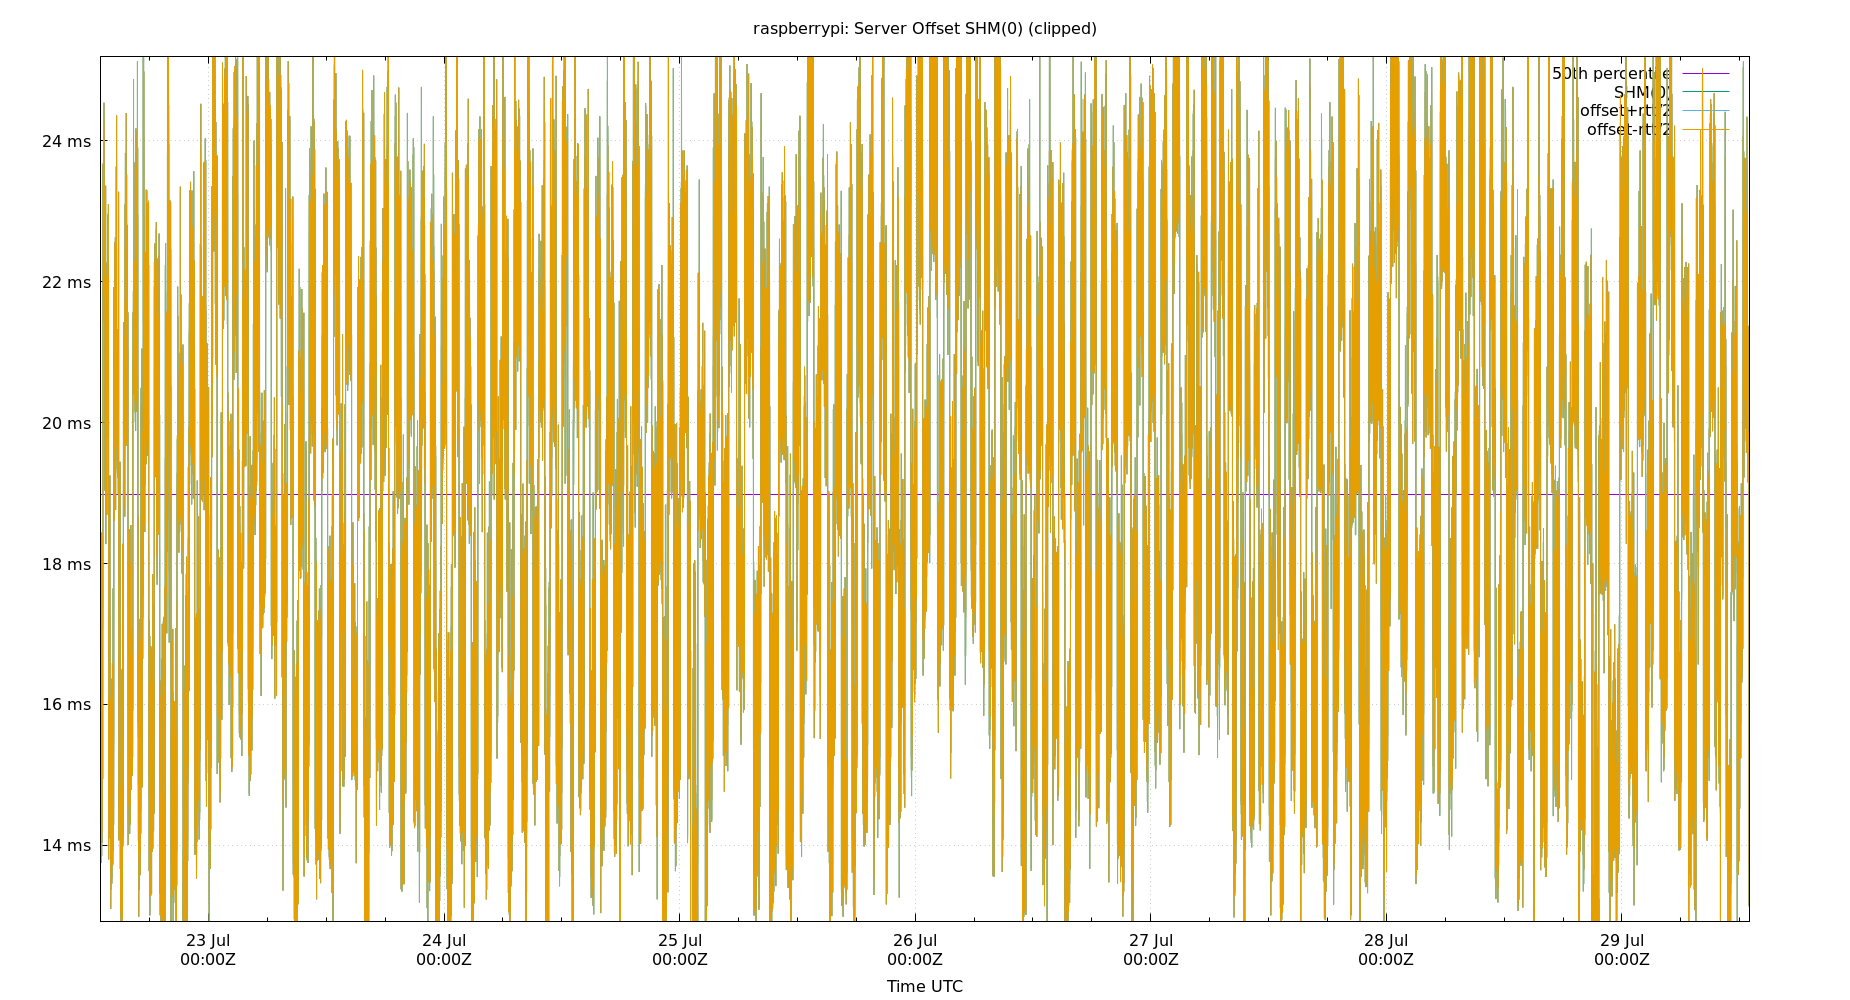 raspberrypi: Server Offset SHM(0) (clipped)
50th percentile
SHM(0)
offset+rtt/2
offset-rtt/2
24 ms
22 ms
20 ms
18 ms
16 ms
14 ms
23 Jul 24 Jul 25 Jul 26 Jul 27 Jul 28 Jul 29 Jul
00:00Z 00:00Z 00:00Z 00:00Z 00:00Z 00:00Z 00:00Z
Time UTC